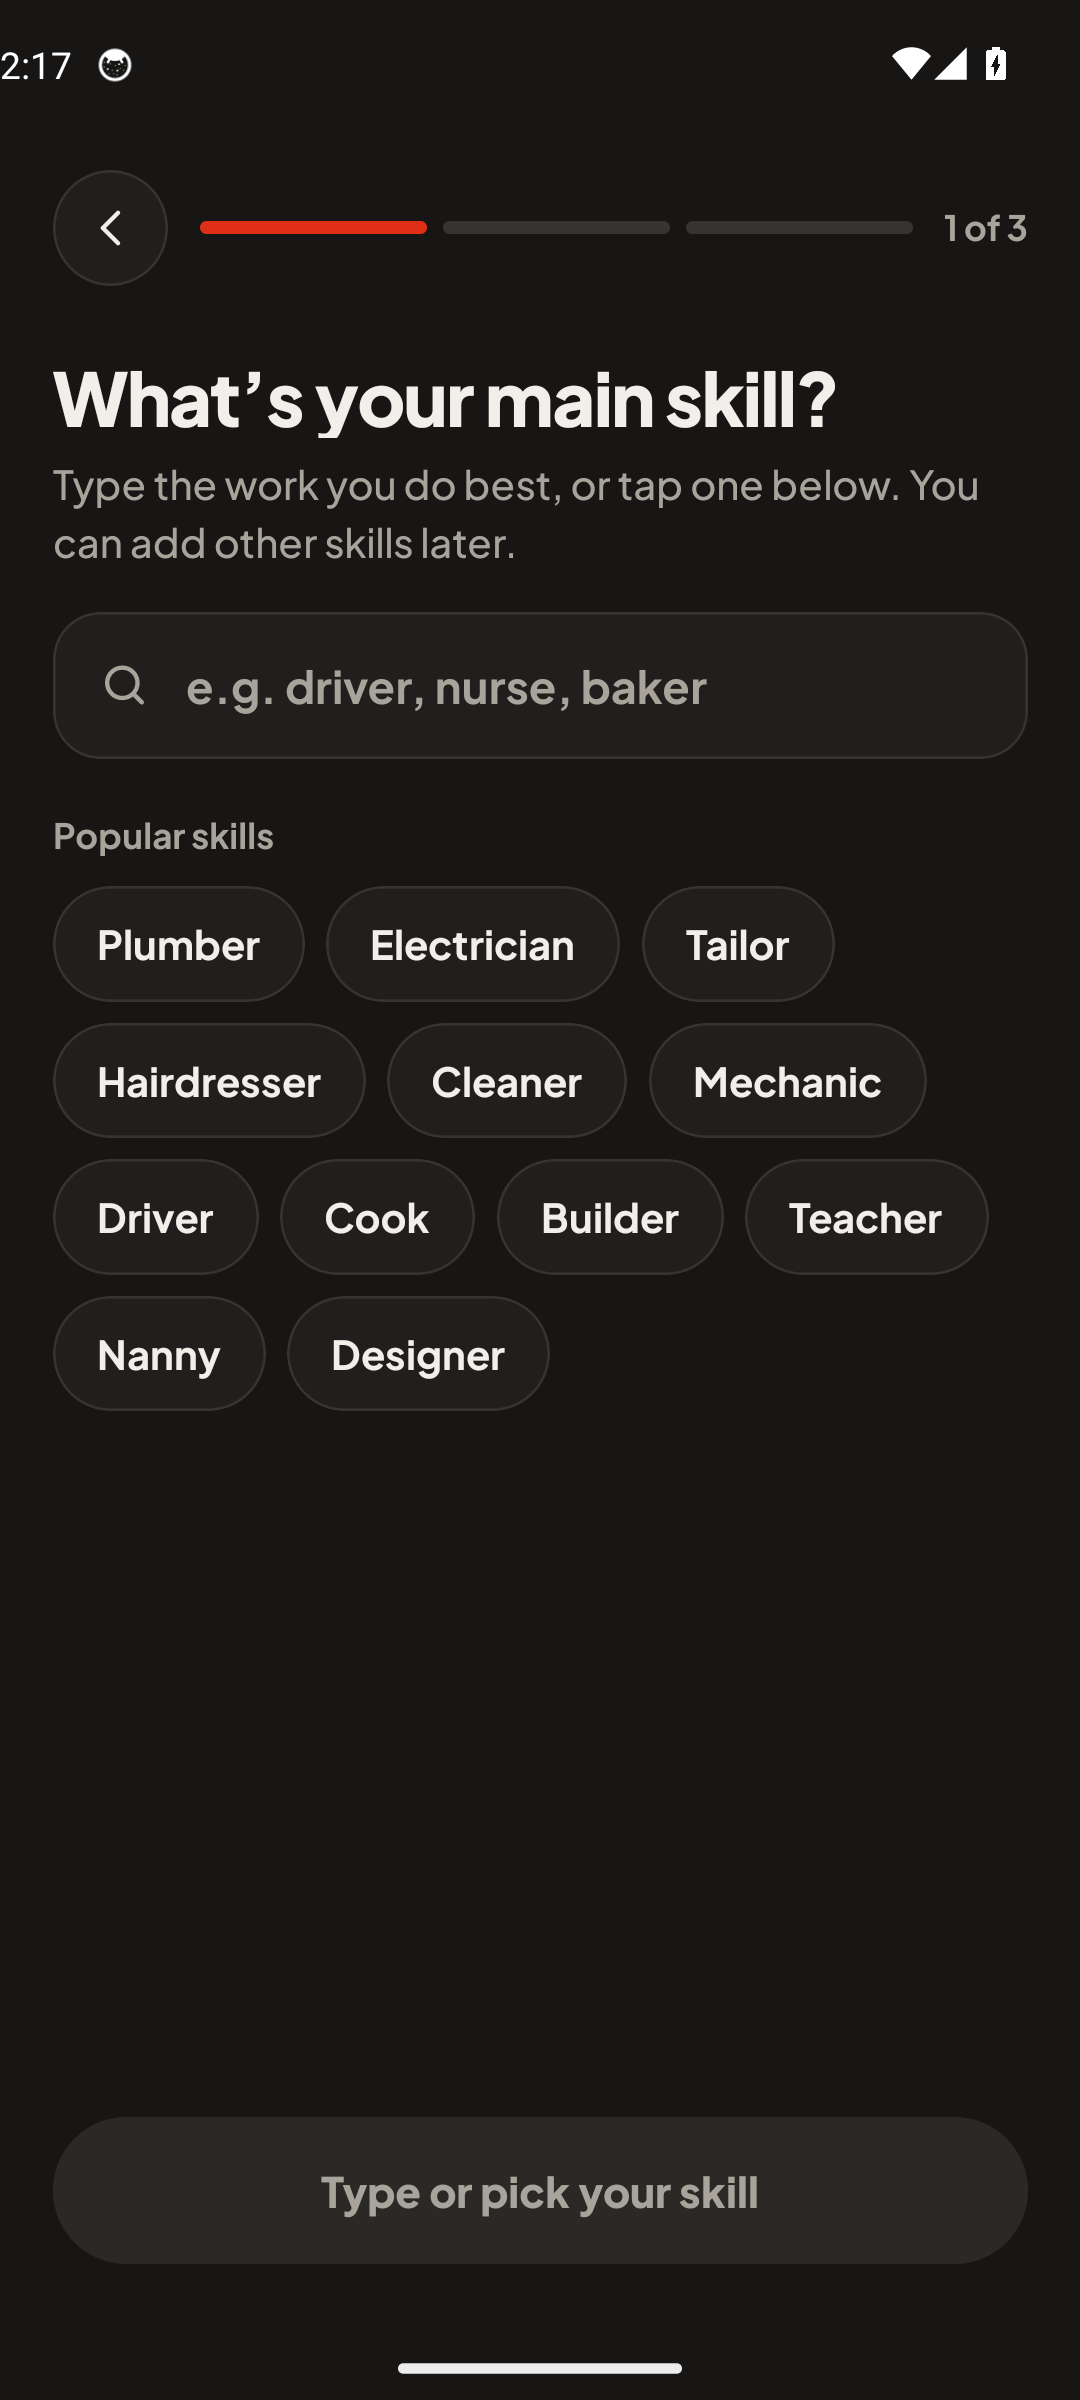 2:17
1 of 3
What’s your main skill?
Type the work you do best, or tap one below. You
can add other skills later.
e.g. driver, nurse, baker
Popular skills
Plumber Electrician Tailor
Hairdresser Cleaner Mechanic
Driver Cook Builder Teacher
Nanny Designer
Type or pick your skill